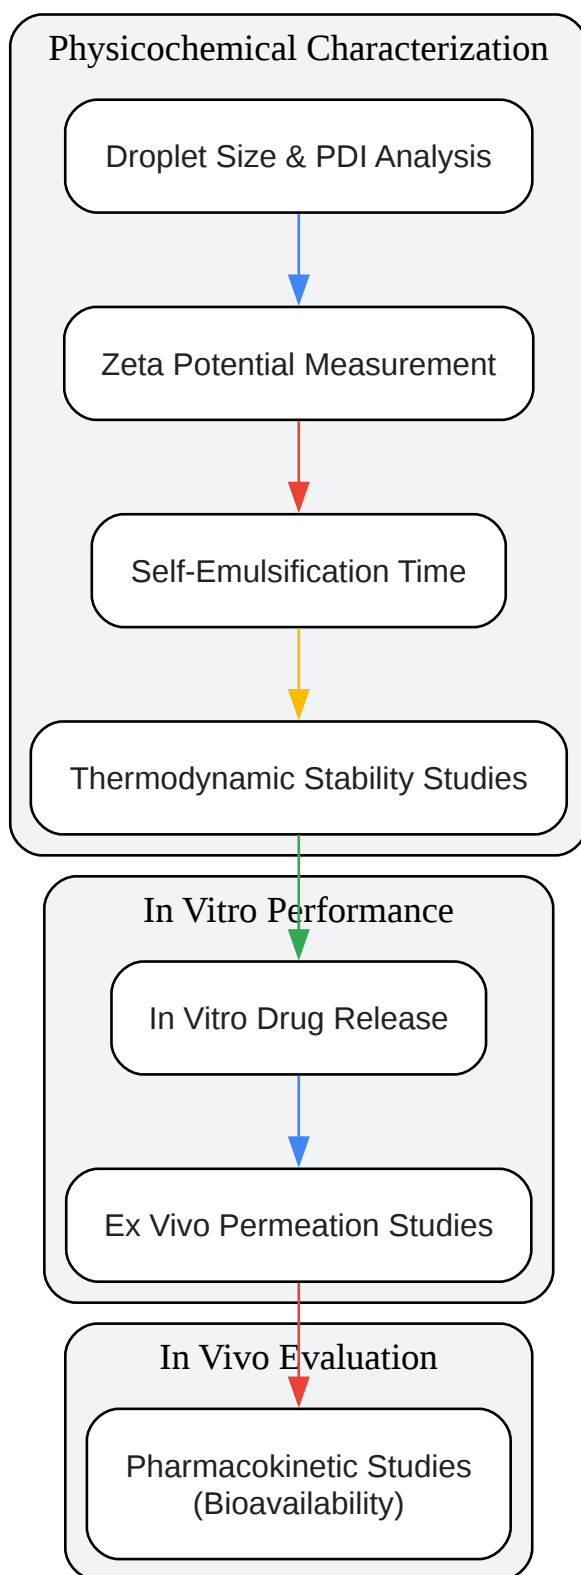 Physicochemical Characterization
Droplet Size & PDI Analysis
Zeta Potential Measurement
Self-Emulsification Time
Thermodynamic Stability Studies
In Vitro Performance
In Vitro Drug Release
Ex Vivo Permeation Studies
In Vivo Evaluation
Pharmacokinetic Studies
(Bioavailability)